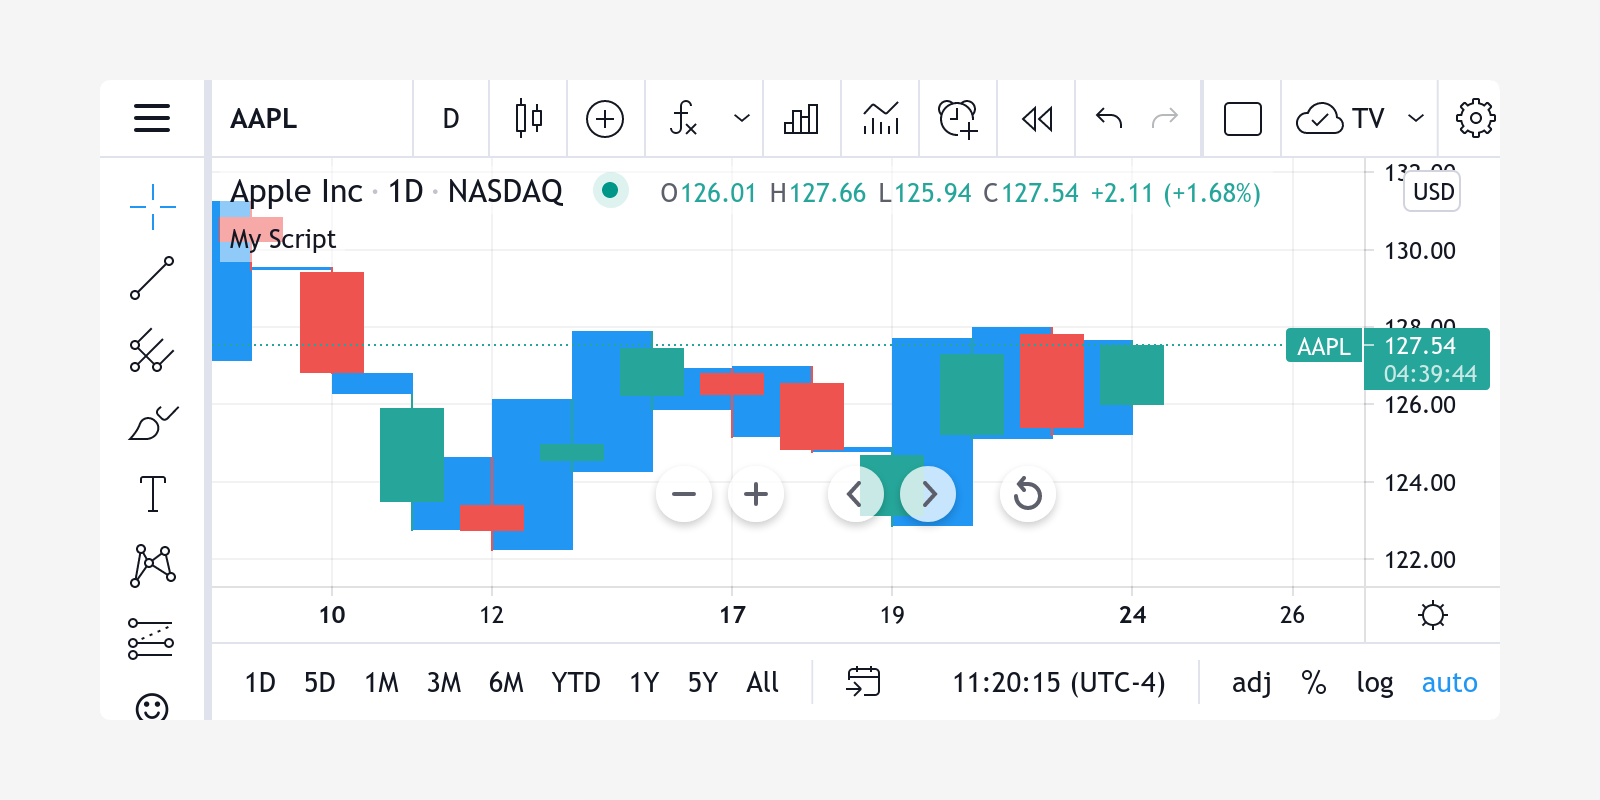 AAPL D TV
Apple Inc · 1D · NASDAQ O126.01 H127.66 L125.94 C127.54 +2.11 (+1.68%)
132.00
USD
My Script
130.00
128.00
AAPL 127.54
04:39:44
126.00
124.00
122.00
10 12 17 19 24 26
1D 5D 1M 3M 6M YTD 1Y 5Y All 11:20:15 (UTC-4) adj % log auto